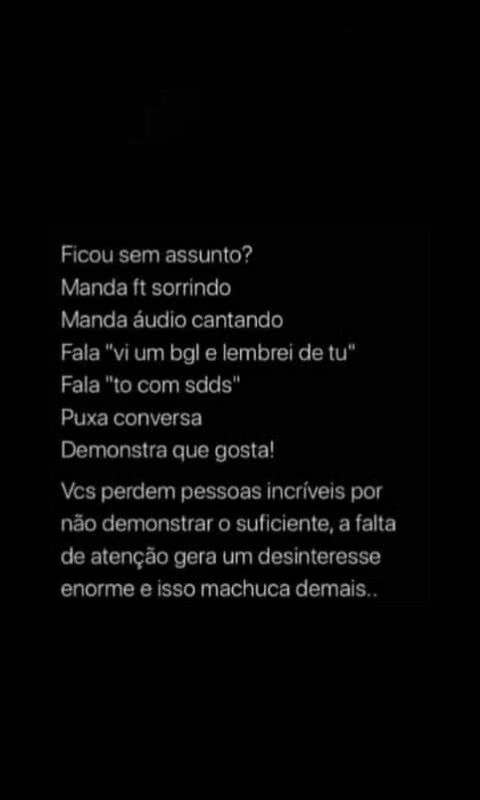 Ficou sem assunto?
Manda ft sorrindo
Manda áudio cantando
Fala "vi um bgl e lembrei de tu"
Fala "to com sdds"
Puxa conversa
Demonstra que gosta!
Vcs perdem pessoas incríveis por
não demonstrar o suficiente, a falta
de atenção gera um desinteresse
enorme e isso machuca demais..